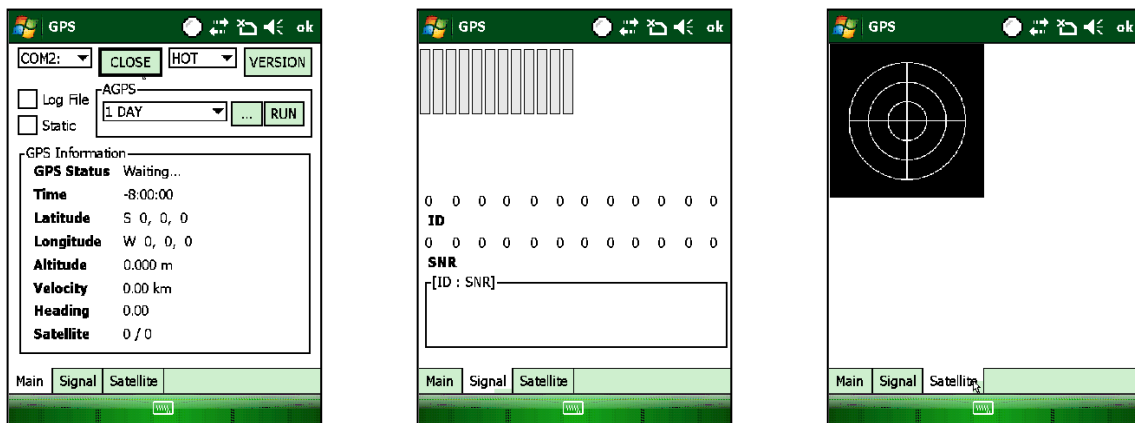 GPS ok
COM2: CLOSE HOT VERSION
Log File
Static
AGPS
1 DAY ... RUN
GPS Information
GPS Status Waiting...
Time -8:00:00
Latitude S 0, 0, 0
Longitude W 0, 0, 0
Altitude 0.000 m
Velocity 0.00 km
Heading 0.00
Satellite 0 / 0
Main Signal Satellite
GPS ok
0 0 0 0 0 0 0 0 0 0 0 0
ID
0 0 0 0 0 0 0 0 0 0 0 0
SNR
[ID : SNR]
Main Signal Satellite
GPS ok
Main Signal Satellite